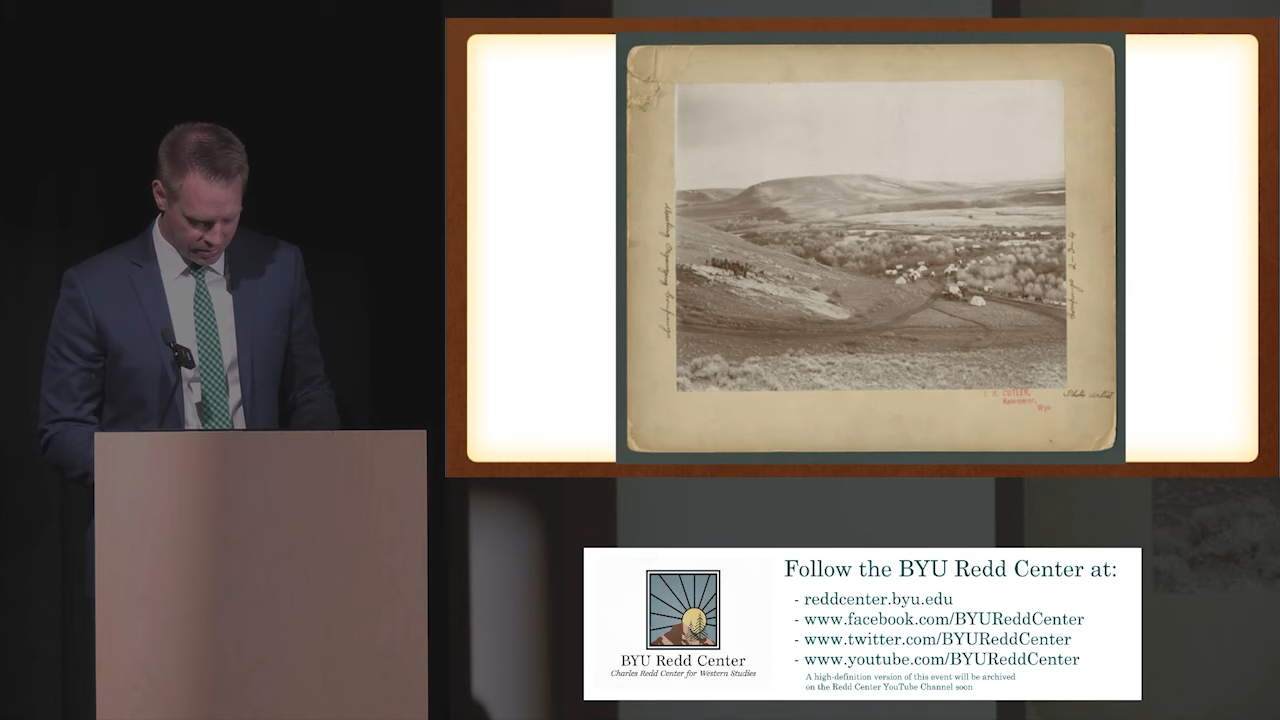 CUTLER,
Wyo
Follow the BYU Redd Center at:
- reddcenter.byu.edu
- www.facebook.com/BYUReddCenter
- www.twitter.com/BYUReddCenter
- www.youtube.com/BYUReddCenter
A high-definition version of this event will be archived
on the Redd Center YouTube Channel soon
BYU Redd Center
Charles Redd Center for Western Studies